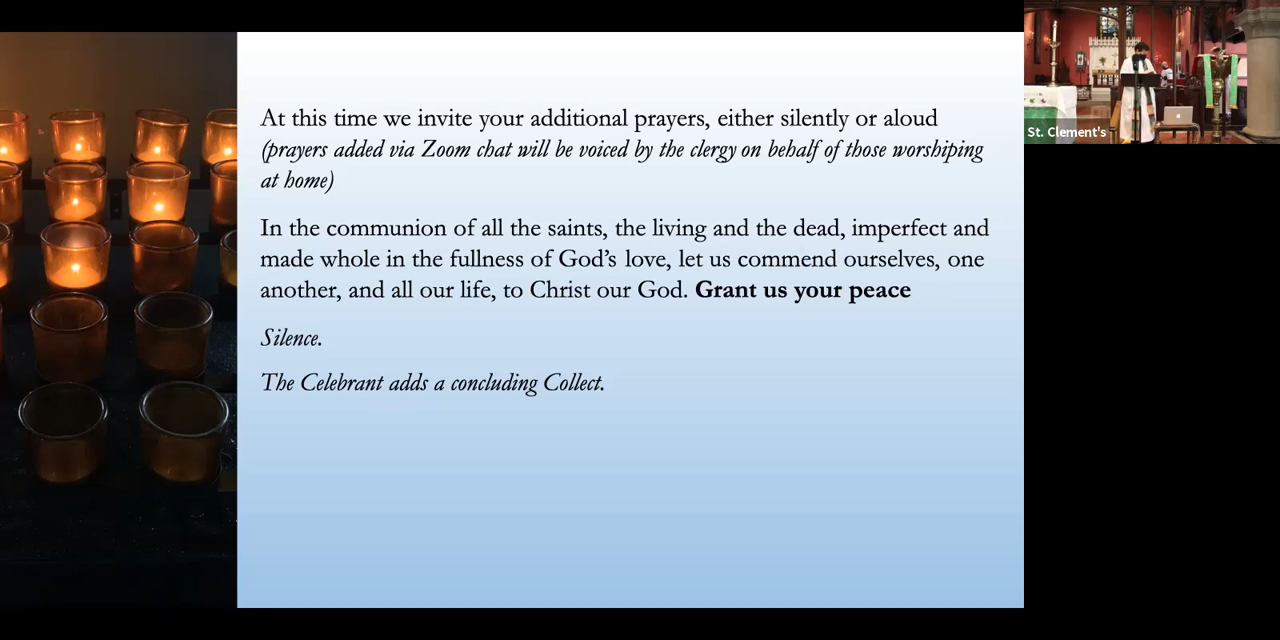 At this time we invite your additional prayers, either silently or aloud
(prayers added via Zoom chat will be voiced by the clergy on behalf of those worshiping
at home)
In the communion of all the saints, the living and the dead, imperfect and
made whole in the fullness of God’s love, let us commend ourselves, one
another, and all our life, to Christ our God. Grant us your peace
Silence.
The Celebrant adds a concluding Collect.
St. Clement's